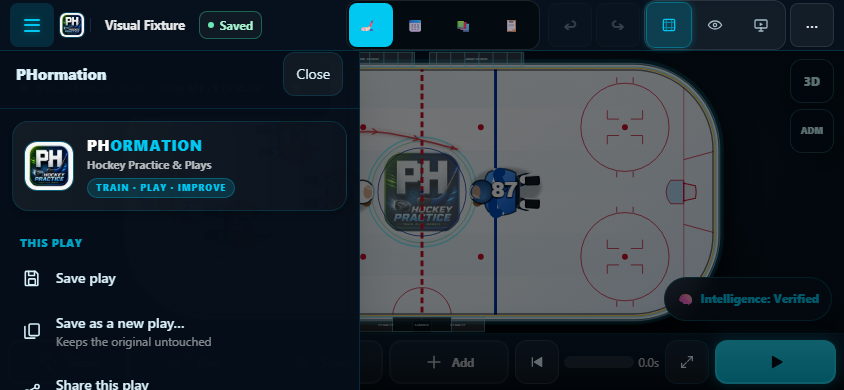 Visual Fixture
Saved
...
PHormation
Close
PHORMATION
Hockey Practice & Plays
TRAIN · PLAY · IMPROVE
THIS PLAY
Save play
Save as a new play...
Keeps the original untouched
Share this play
PH
HOCKEY
PRACTICE
87
3D
ADM
Intelligence: Verified
Add
0.0s